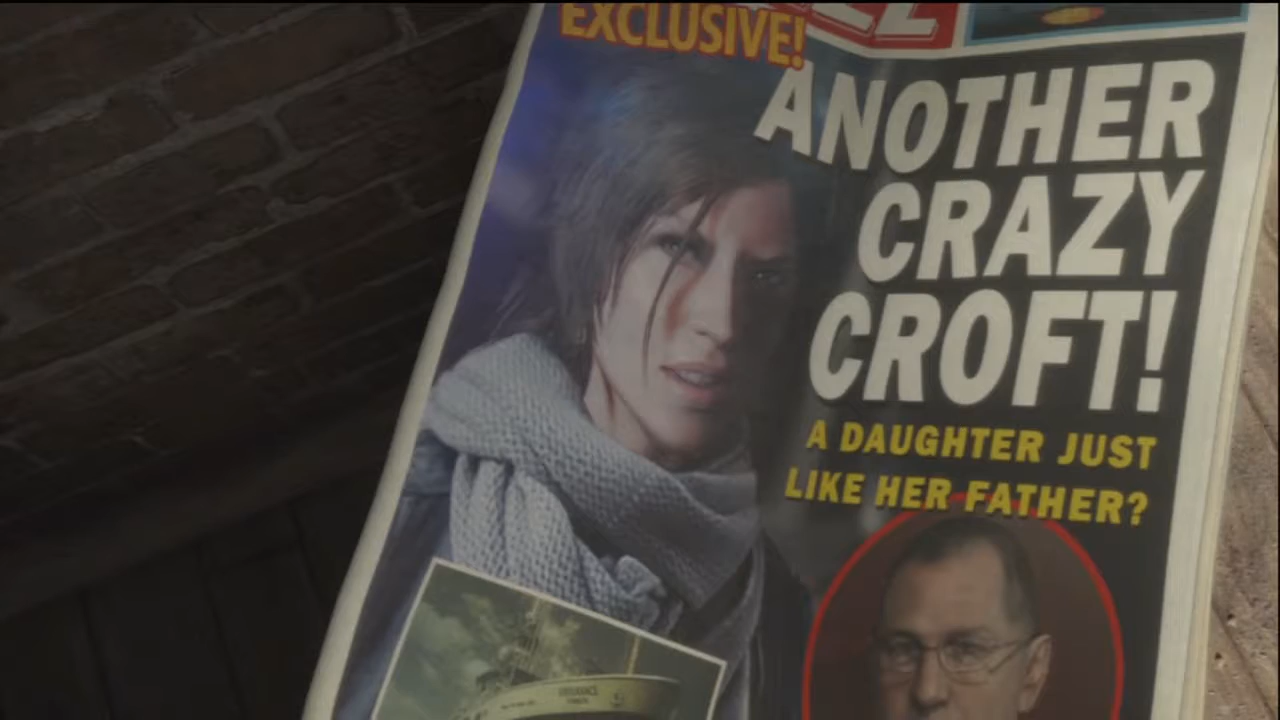 EXCLUSIVE!
ANOTHER
CRAZY
CROFT!
A DAUGHTER JUST
LIKE HER FATHER?